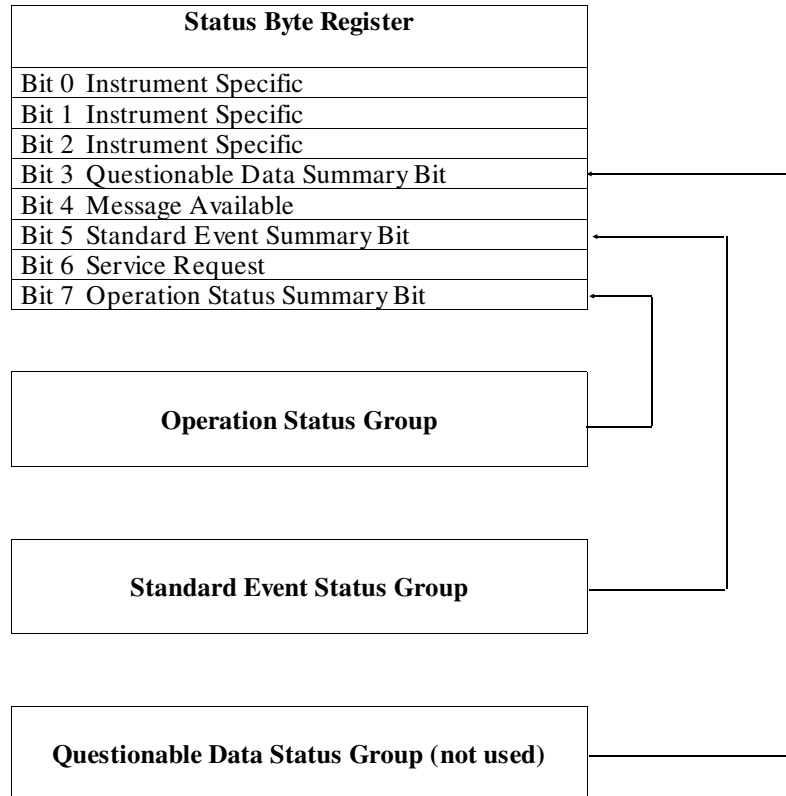 Status Byte Register
Bit 0 Instrument Specific
Bit 1 Instrument Specific
Bit 2 Instrument Specific
Bit 3 Questionable Data Summary Bit
Bit 4 Message Available
Bit 5 Standard Event Summary Bit
Bit 6 Service Request
Bit 7 Operation Status Summary Bit
Operation Status Group
Standard Event Status Group
Questionable Data Status Group (not used)